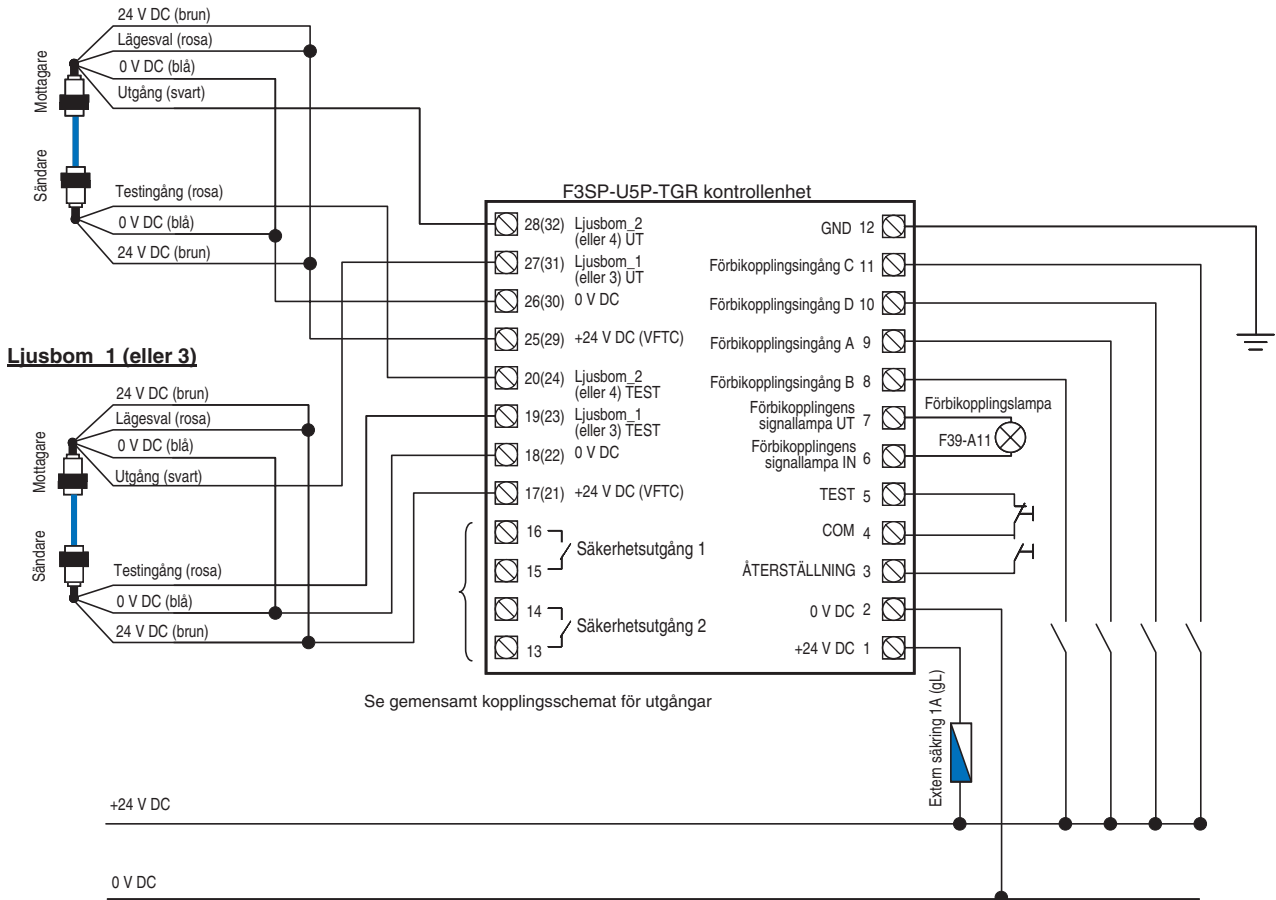 24 V DC (brun)
Lägesval (rosa)
0 V DC (blå)
Utgång (svart)
Mottagare
Sändare
Testingång (rosa)
0 V DC (blå)
24 V DC (brun)
Ljusbom_1 (eller 3)
24 V DC (brun)
Lägesval (rosa)
0 V DC (blå)
Utgång (svart)
Mottagare
Sändare
Testingång (rosa)
0 V DC (blå)
24 V DC (brun)
F3SP-U5P-TGR kontrollenhet
28(32) Ljusbom_2
(eller 4) UT
27(31) Ljusbom_1
(eller 3) UT
26(30) 0 V DC
25(29) +24 V DC (VFTC)
20(24) Ljusbom_2
(eller 4) TEST
19(23) Ljusbom_1
(eller 3) TEST
18(22) 0 V DC
17(21) +24 V DC (VFTC)
16
Säkerhetsutgång 1
15
14
Säkerhetsutgång 2
13
GND 12
Förbikopplingsingång C 11
Förbikopplingsingång D 10
Förbikopplingsingång A 9
Förbikopplingsingång B 8
Förbikopplingens
signallampa UT 7
Förbikopplingens
signallampa IN 6
TEST 5
COM 4
ÅTERSTÄLLNING 3
0 V DC 2
+24 V DC 1
Förbikopplingslampa
F39-A11
Se gemensamt kopplingsschemat för utgångar
Extern säkring 1A (gL)
+24 V DC
0 V DC